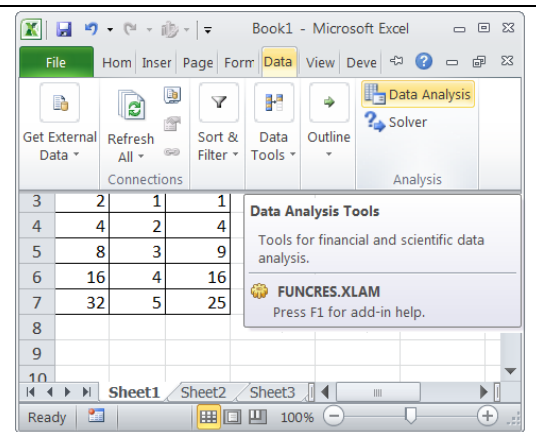 Book1 - Microsoft Excel
File Hom Inser Page Form Data View Deve
Get External Data
Refresh All
Sort & Filter
Data Tools
Outline
Data Analysis
Solver
Connections
Analysis
3 2 1 1
4 4 2 4
5 8 3 9
6 16 4 16
7 32 5 25
8
9
10
Data Analysis Tools
Tools for financial and scientific data
analysis.
FUNCRES.XLAM
Press F1 for add-in help.
Sheet1 Sheet2 Sheet3
Ready 100%